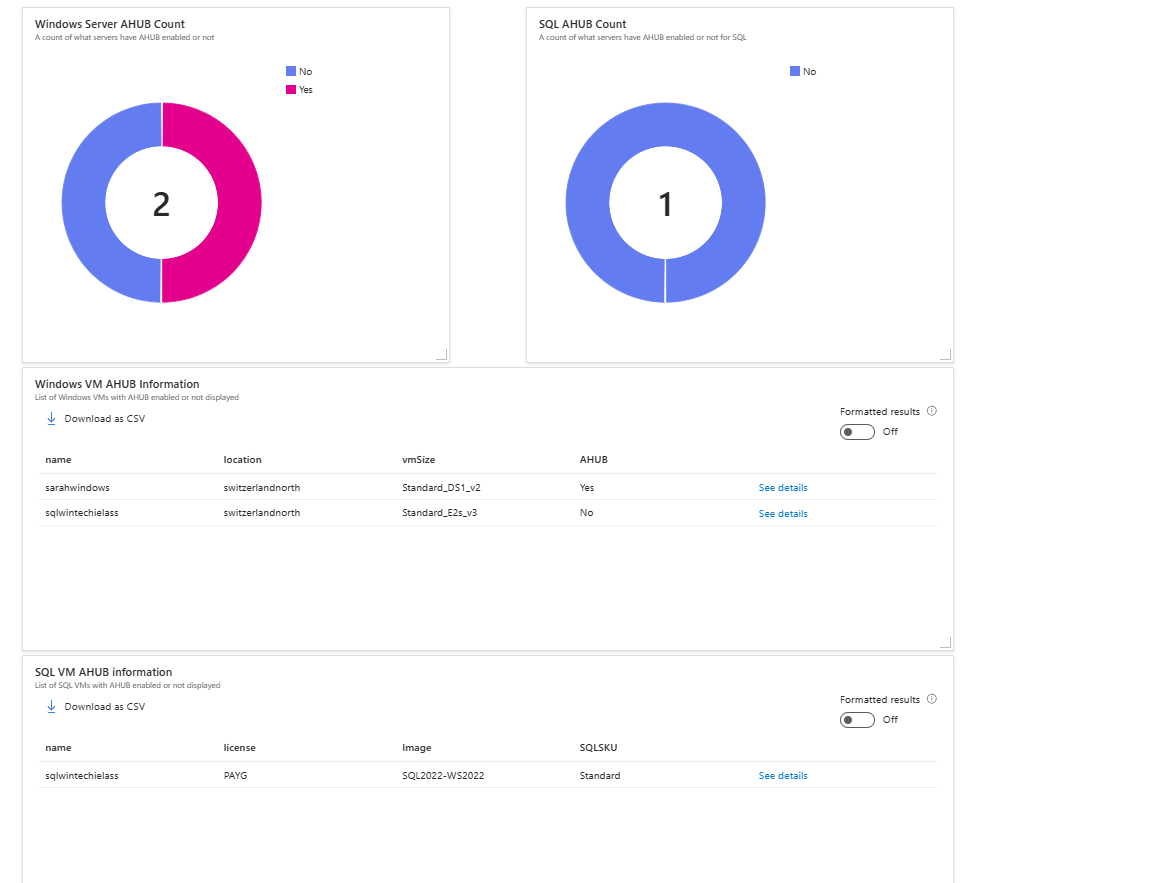 Windows Server AHUB Count
A count of what servers have AHUB enabled or not
No
Yes
2
SQL AHUB Count
A count of what servers have AHUB enabled or not for SQL
No
1
Windows VM AHUB Information
List of Windows VMs with AHUB enabled or not displayed
Download as CSV
Formatted results
Off
name location vmSize AHUB
sarahwindows switzerlandnorth Standard_DS1_v2 Yes See details
sqlwintechielass switzerlandnorth Standard_E2s_v3 No See details
SQL VM AHUB information
List of SQL VMs with AHUB enabled or not displayed
Download as CSV
Formatted results
Off
name license Image SQLSKU
sqlwintechielass PAYG SQL2022-WS2022 Standard See details